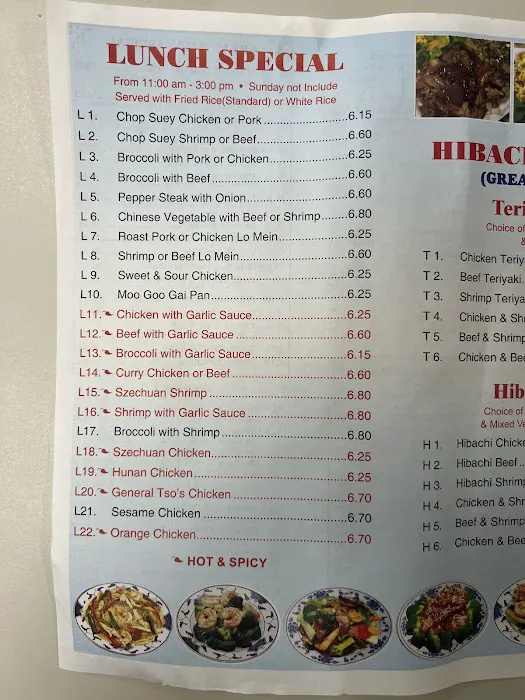 LUNCH SPECIAL
From 11:00 am - 3:00 pm • Sunday not Include
Served with Fried Rice(Standard) or White Rice
L 1. Chop Suey Chicken or Pork ........................6.15
L 2. Chop Suey Shrimp or Beef..........................6.60
L 3. Broccoli with Pork or Chicken.......................6.25
L 4. Broccoli with Beef........................................6.60
L 5. Pepper Steak with Onion.............................6.60
L 6. Chinese Vegetable with Beef or Shrimp.......6.80
L 7. Roast Pork or Chicken Lo Mein....................6.25
L 8. Shrimp or Beef Lo Mein................................6.60
L 9. Sweet & Sour Chicken..................................6.25
L10. Moo Goo Gai Pan.........................................6.25
L11. Chicken with Garlic Sauce............................6.25
L12. Beef with Garlic Sauce .................................6.60
L13. Broccoli with Garlic Sauce............................6.15
L14. Curry Chicken or Beef..................................6.60
L15. Szechuan Shrimp .........................................6.80
L16. Shrimp with Garlic Sauce .............................6.80
L17. Broccoli with Shrimp .....................................6.80
L18. Szechuan Chicken........................................6.25
L19. Hunan Chicken .............................................6.25
L20. General Tso's Chicken ..................................6.70
L21. Sesame Chicken ...........................................6.70
L22. Orange Chicken.............................................6.70
HOT & SPICY
HIBAC
(GREA
Teri
Choice of
&
T 1. Chicken Teriy
T 2. Beef Teriyaki.
T 3. Shrimp Teriya
T 4. Chicken & Shr
T 5. Beef & Shrimp
T 6. Chicken & Bee
Hib
Choice of
& Mixed Ve
H 1. Hibachi Chicke
H 2. Hibachi Beef ..
H 3. Hibachi Shrimp
H 4. Chicken & Shr
H 5. Beef & Shrimp
H 6. Chicken & Bee